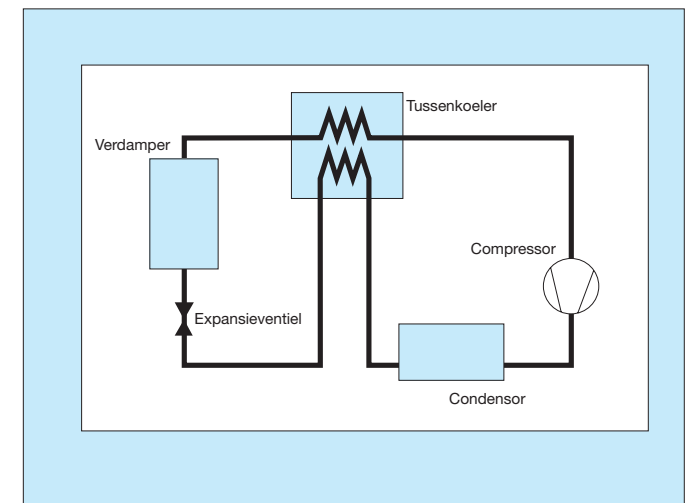 Tussenkoeler
Verdamper
Compressor
Expansieventiel
Condensor